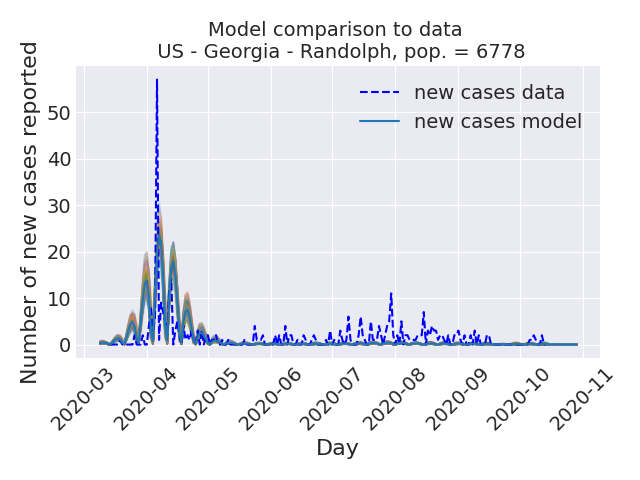 Model comparison to data
US - Georgia - Randolph, pop. = 6778
Number of new cases reported
50
40
30
20
10
0
new cases data
new cases model
2020-03
2020-04
2020-05
2020-06
2020-07
2020-08
2020-09
2020-10
2020-11
Day